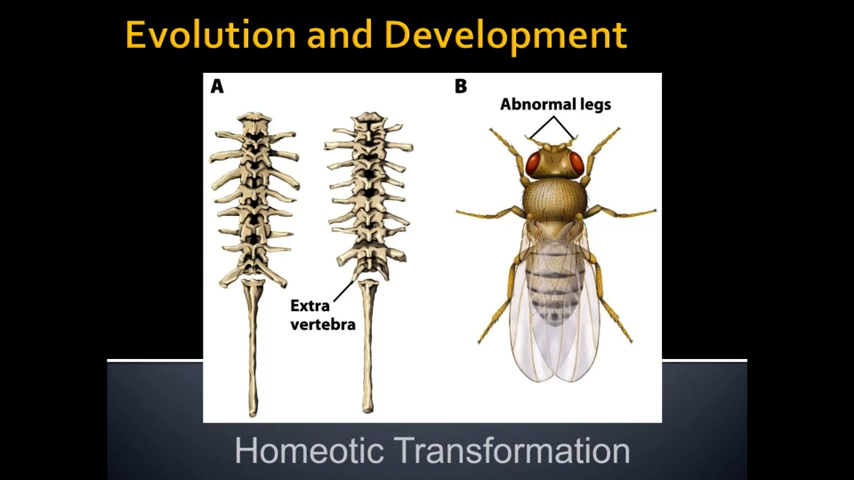 Evolution and Development
A
B
Abnormal legs
Extra
vertebra
Homeotic Transformation